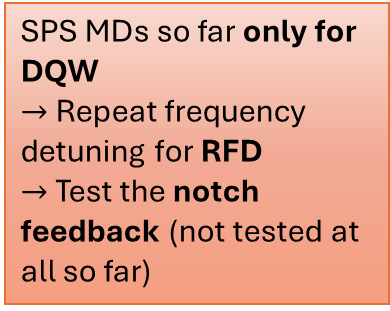 SPS MDs so far only for
DQW
→ Repeat frequency
detuning for RFD
→ Test the notch
feedback (not tested at
all so far)